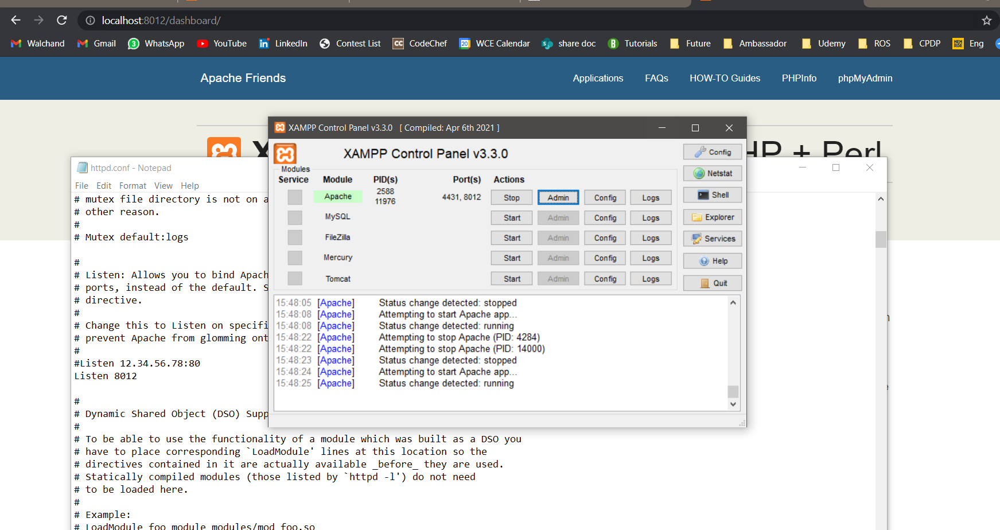 localhost:8012/dashboard/
Walchand Gmail WhatsApp YouTube LinkedIn Contest List CodeChef WCE Calendar share doc Tutorials Future Ambassador Udemy ROS CPDP Eng
Apache Friends
Applications FAQs HOW-TO Guides PHPInfo phpMyAdmin
XAMPP Control Panel v3.3.0 [ Compiled: Apr 6th 2021 ]
X HP + Perl
XAMPP Control Panel v3.3.0
Config
Netstat
Shell
Explorer
Services
Help
Quit
Modules
Service Module PID(s) Port(s) Actions
Apache 2588 11976 4431, 8012 Stop Admin Config Logs
MySQL Start Admin Config Logs
FileZilla Start Admin Config Logs
Mercury Start Admin Config Logs
Tomcat Start Admin Config Logs
15:48:05 [Apache] Status change detected: stopped
15:48:08 [Apache] Attempting to start Apache app...
15:48:08 [Apache] Status change detected: running
15:48:22 [Apache] Attempting to stop Apache (PID: 4284)
15:48:22 [Apache] Attempting to stop Apache (PID: 14000)
15:48:23 [Apache] Status change detected: stopped
15:48:24 [Apache] Attempting to start Apache app...
15:48:25 [Apache] Status change detected: running
httpd.conf - Notepad
File Edit Format View Help
# mutex file directory is not on a
# other reason.
#
# Mutex default:logs
#
# Listen: Allows you to bind Apach
# ports, instead of the default. S
# directive.
#
# Change this to Listen on specifi
# prevent Apache from glomming ont
#
#Listen 12.34.56.78:80
Listen 8012
#
# Dynamic Shared Object (DSO) Supp
#
# To be able to use the functionality of a module which was built as a DSO you
# have to place corresponding `LoadModule' lines at this location so the
# directives contained in it are actually available _before_ they are used.
# Statically compiled modules (those listed by `httpd -l') do not need
# to be loaded here.
#
# Example:
# LoadModule foo_module modules/mod_foo.so